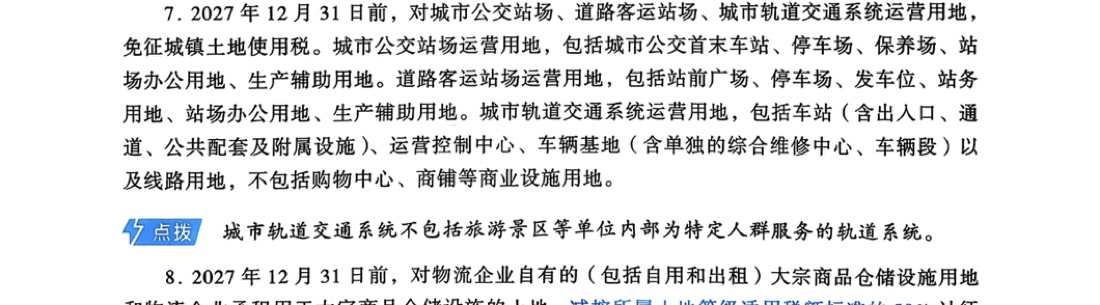 7. 2027 年 12 月 31 日前，对城市公交站场、道路客运站场、城市轨道交通系统运营用地，
免征城镇土地使用税。城市公交站场运营用地，包括城市公交首末车站、停车场、保养场、站
场办公用地、生产辅助用地。道路客运站场运营用地，包括站前广场、停车场、发车位、站务
用地、站场办公用地、生产辅助用地。城市轨道交通系统运营用地，包括车站（含出入口、通
道、公共配套及附属设施）、运营控制中心、车辆基地（含单独的综合维修中心、车辆段）以
及线路用地，不包括购物中心、商铺等商业设施用地。
点拨 城市轨道交通系统不包括旅游景区等单位内部为特定人群服务的轨道系统。
8. 2027 年 12 月 31 日前，对物流企业自有的（包括自用和出租）大宗商品仓储设施用地